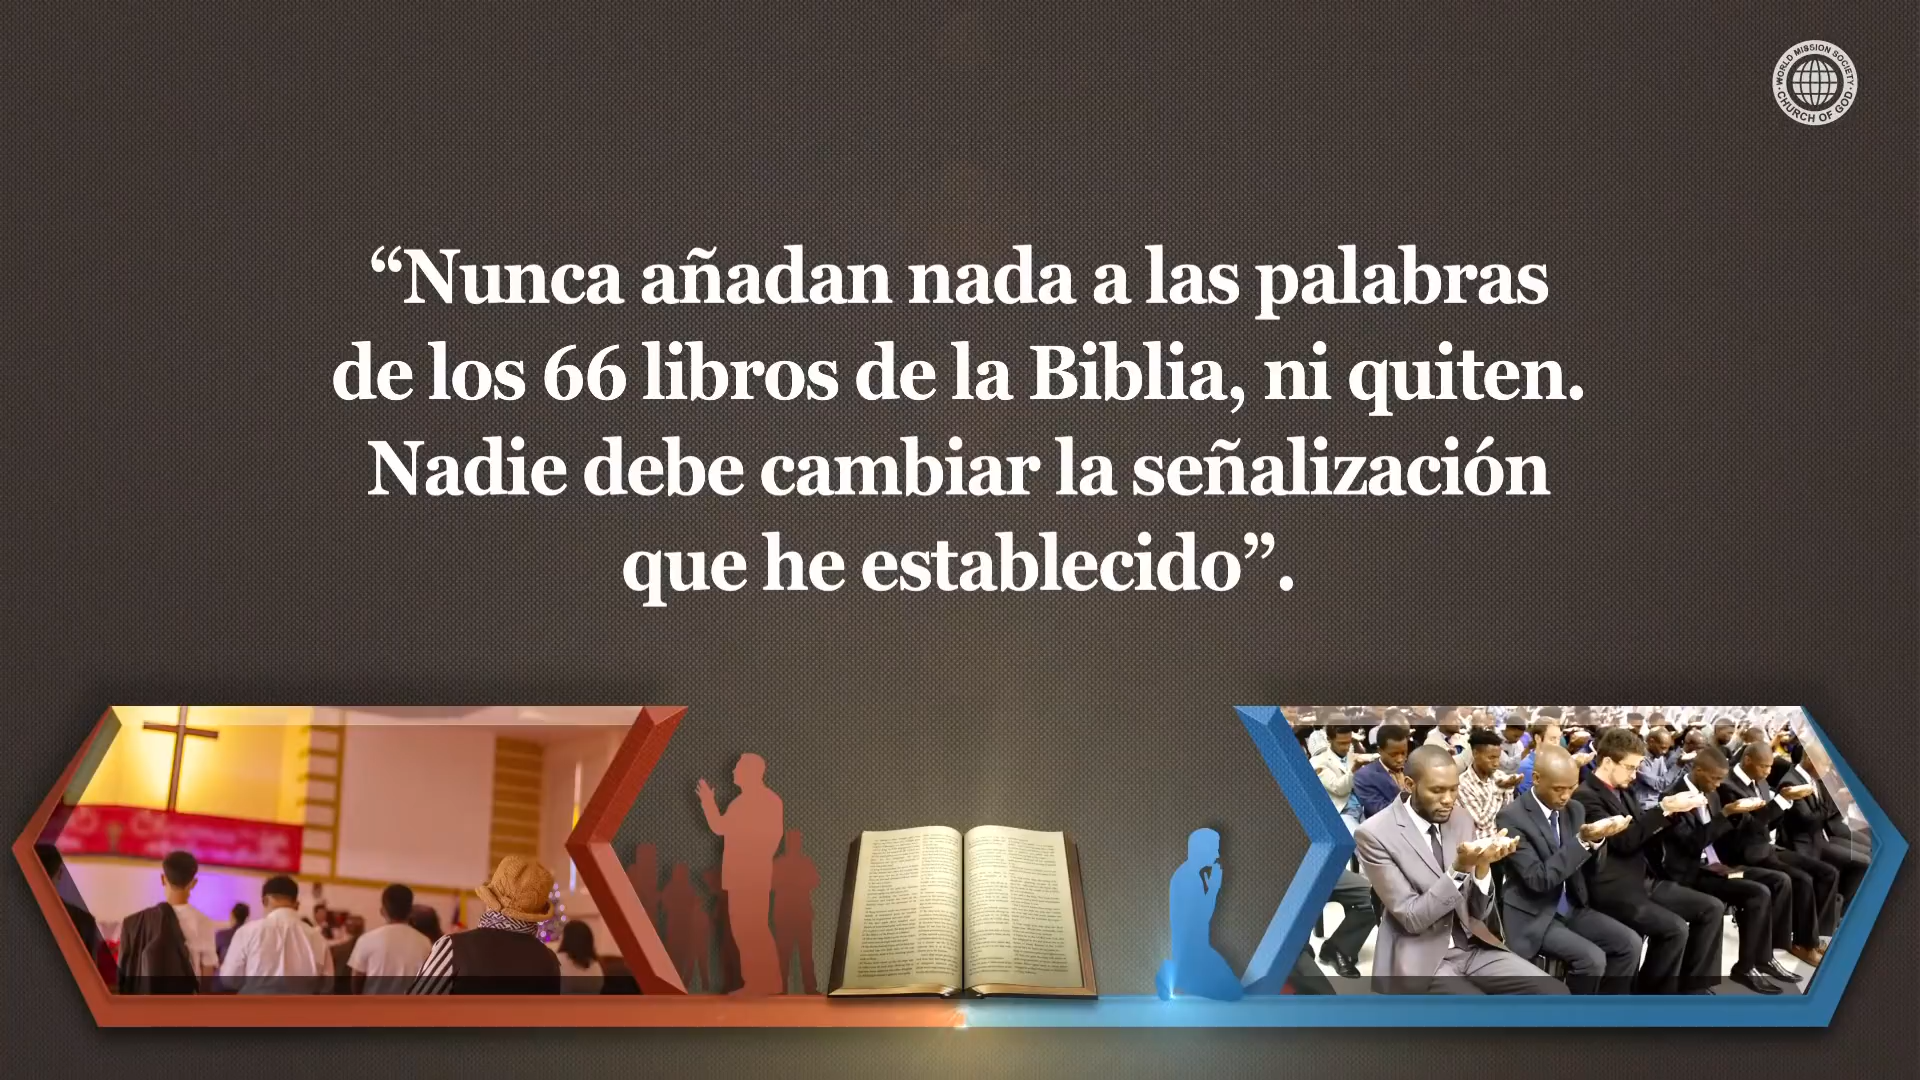 WORLD MISSION SOCIETY
CHURCH OF GOD
“Nunca añadan nada a las palabras
de los 66 libros de la Biblia, ni quiten.
Nadie debe cambiar la señalización
que he establecido”.